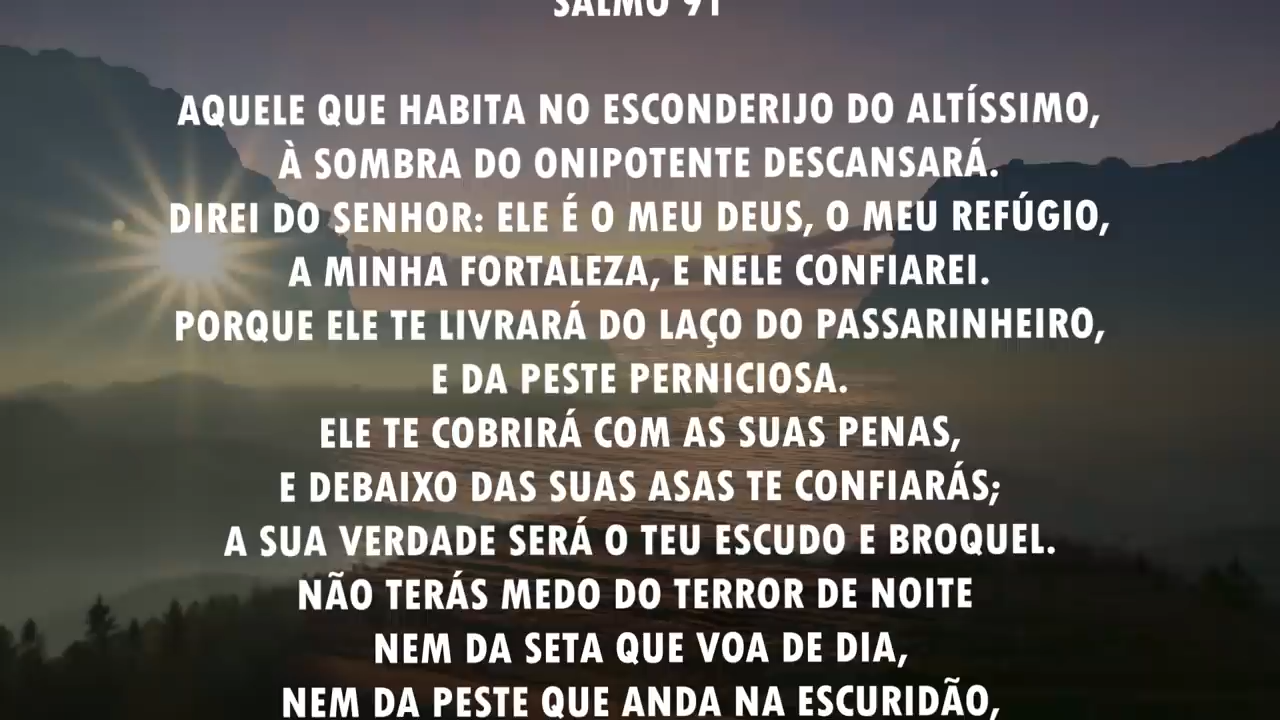 SALMO 91
AQUELE QUE HABITA NO ESCONDERIJO DO ALTÍSSIMO,
À SOMBRA DO ONIPOTENTE DESCANSARÁ.
DIREI DO SENHOR: ELE É O MEU DEUS, O MEU REFÚGIO,
A MINHA FORTALEZA, E NELE CONFIAREI.
PORQUE ELE TE LIVRARÁ DO LAÇO DO PASSARINHEIRO,
E DA PESTE PERNICIOSA.
ELE TE COBRIRÁ COM AS SUAS PENAS,
E DEBAIXO DAS SUAS ASAS TE CONFIARÁS;
A SUA VERDADE SERÁ O TEU ESCUDO E BROQUEL.
NÃO TERÁS MEDO DO TERROR DE NOITE
NEM DA SETA QUE VOA DE DIA,
NEM DA PESTE QUE ANDA NA ESCURIDÃO,